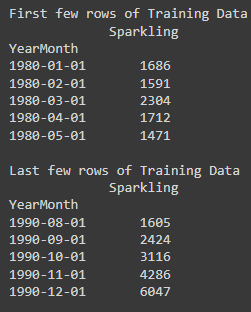 First few rows of Training Data
Sparkling
YearMonth
1980-01-01 1686
1980-02-01 1591
1980-03-01 2304
1980-04-01 1712
1980-05-01 1471
Last few rows of Training Data
Sparkling
YearMonth
1990-08-01 1605
1990-09-01 2424
1990-10-01 3116
1990-11-01 4286
1990-12-01 6047